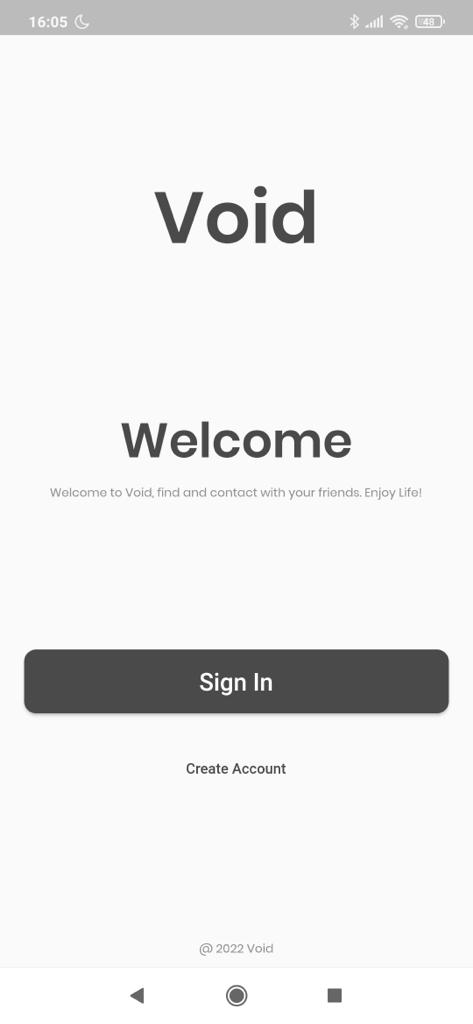 16:05
48
Void
Welcome
Welcome to Void, find and contact with your friends. Enjoy Life!
Sign In
Create Account
@ 2022 Void